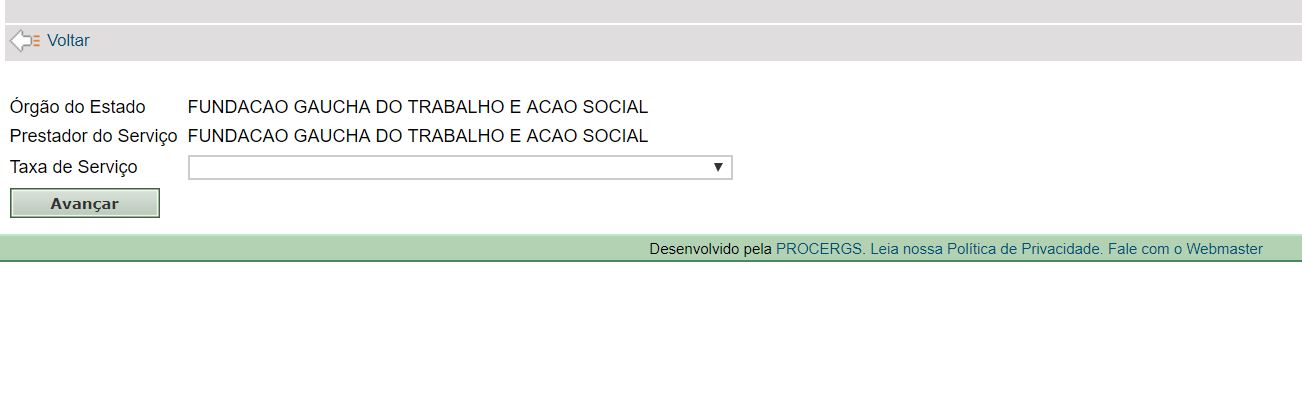 Voltar
Órgão do Estado FUNDACAO GAUCHA DO TRABALHO E ACAO SOCIAL
Prestador do Serviço FUNDACAO GAUCHA DO TRABALHO E ACAO SOCIAL
Taxa de Serviço
Avançar
Desenvolvido pela PROCERGS. Leia nossa Política de Privacidade. Fale com o Webmaster